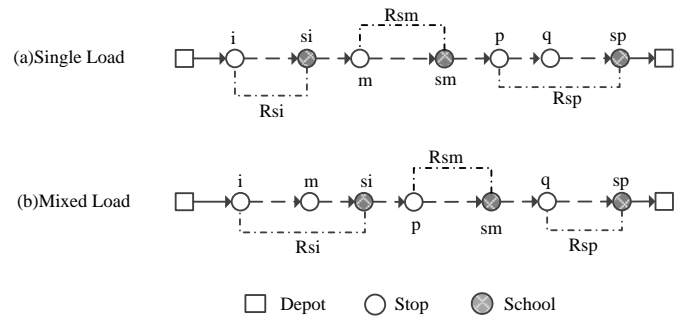 Rsm
i si p q sp
(a)Single Load
m sm
Rsi Rsp
Rsm
i m si q sp
(b)Mixed Load
p sm
Rsi Rsp
Depot Stop School